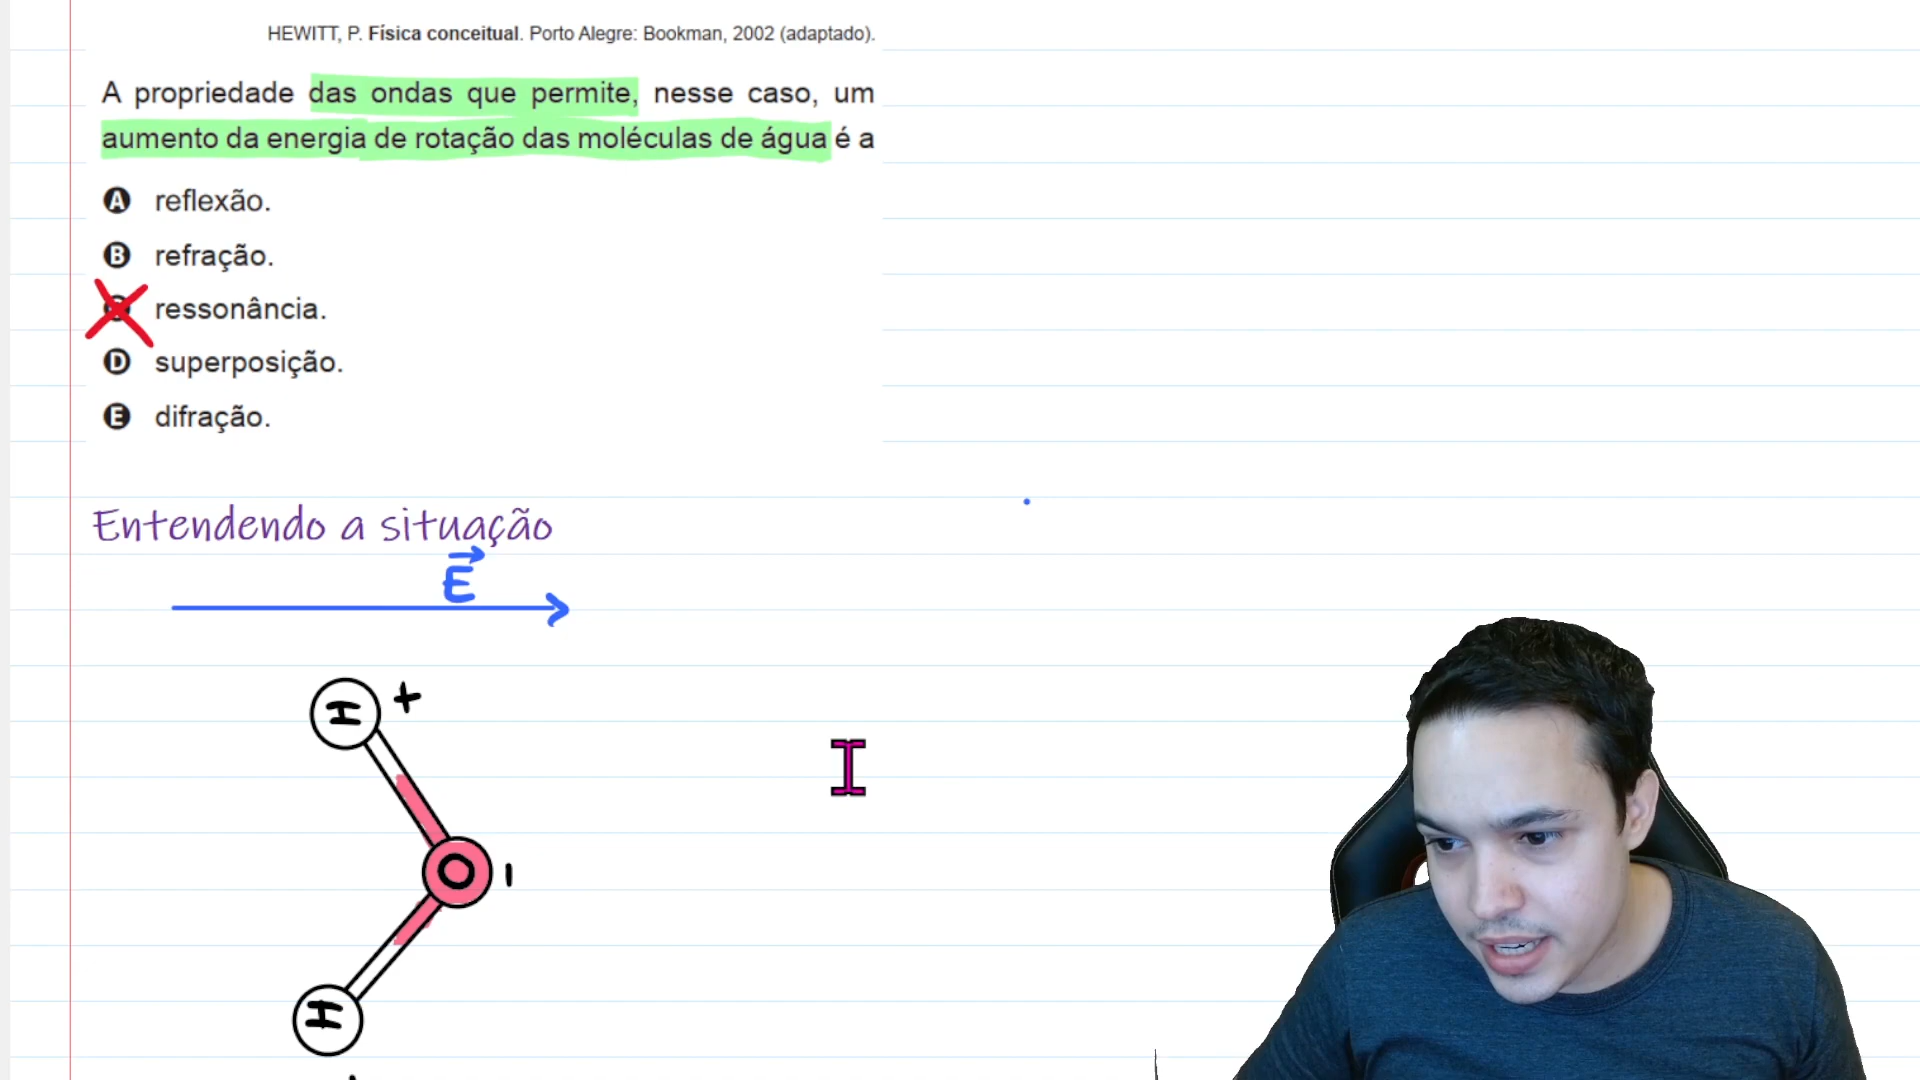 HEWITT, P. Física conceitual. Porto Alegre: Bookman, 2002 (adaptado).
A propriedade das ondas que permite, nesse caso, um
aumento da energia de rotação das moléculas de água é a
A reflexão.
B refração.
ressonância.
D superposição.
E difração.
Entendendo a situação
E
H +
O -
H